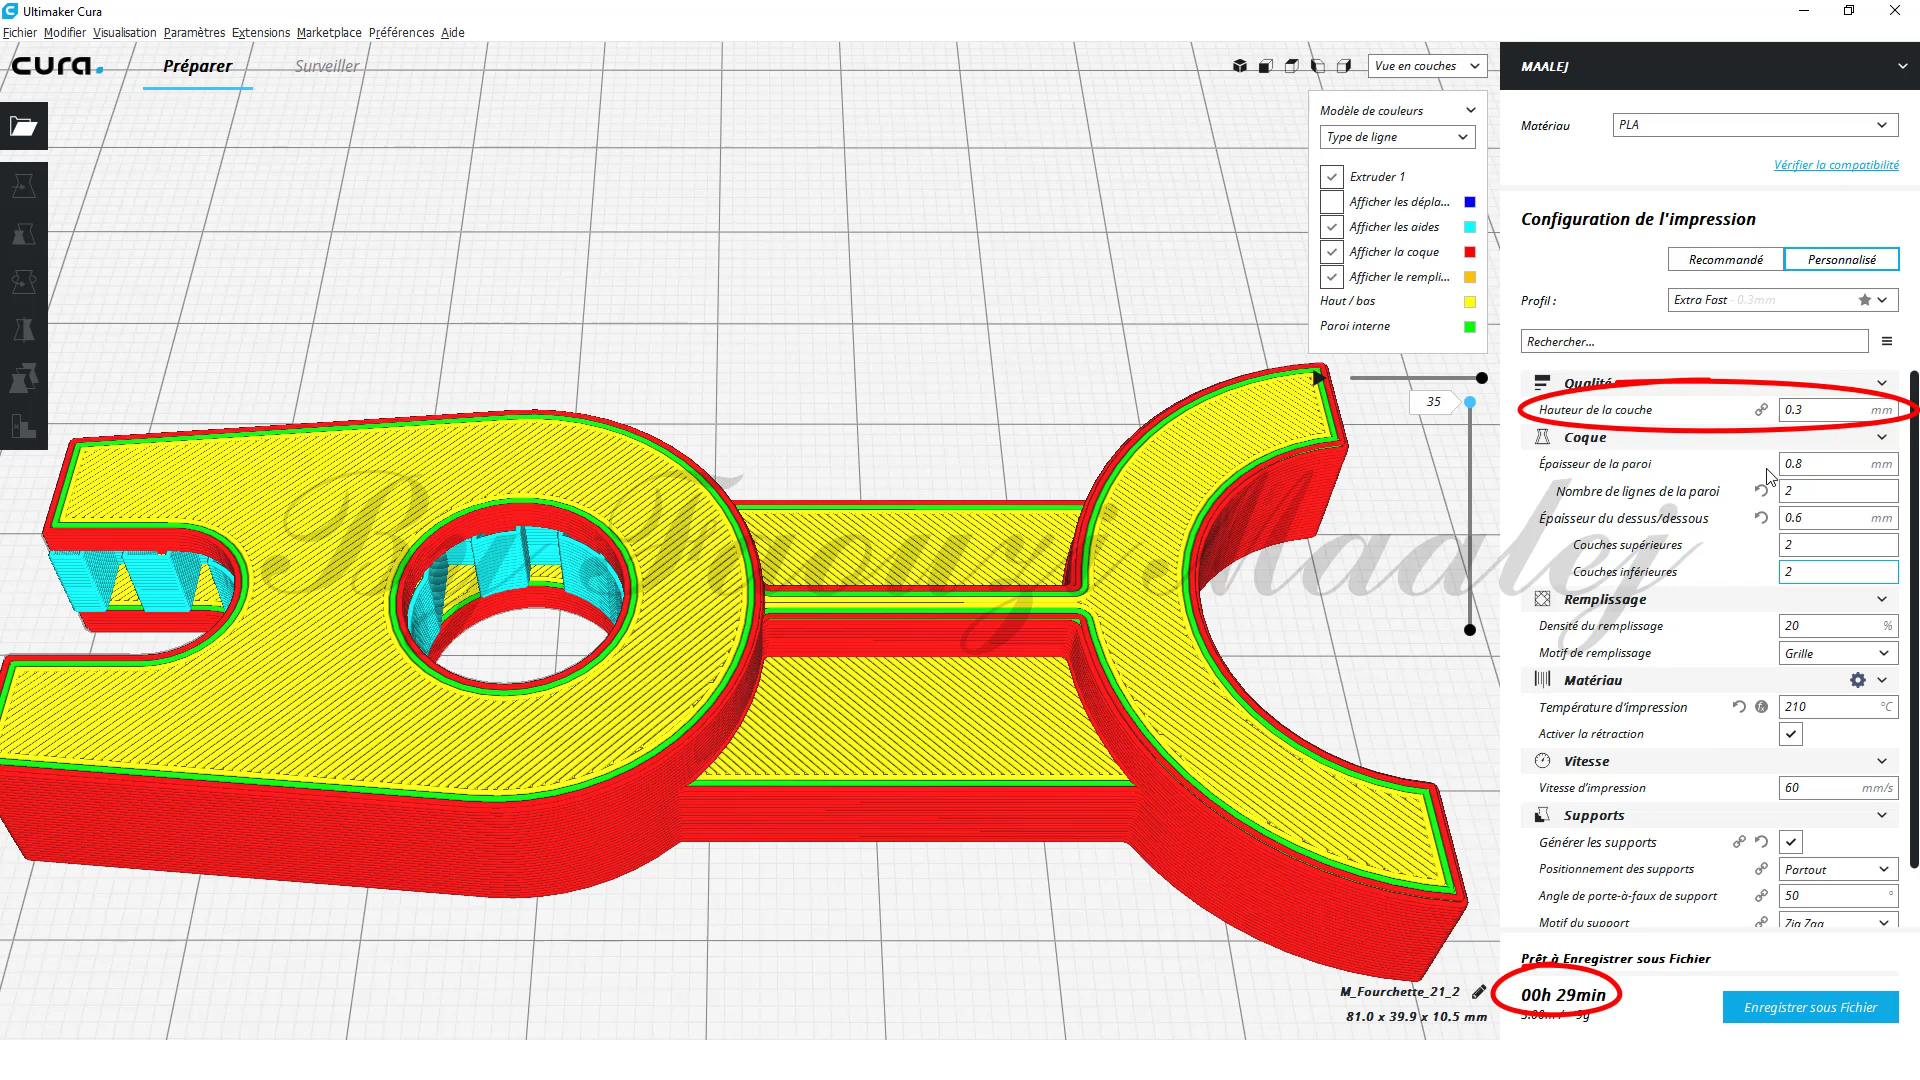 Ultimaker Cura
Fichier Modifier Visualisation Paramètres Extensions Marketplace Préférences Aide
cura. Préparer Surveiller
Vue en couches
MAALEJ
Modèle de couleurs
Type de ligne
Extruder 1
Afficher les dépla...
Afficher les aides
Afficher la coque
Afficher le rempli...
Haut / bas
Paroi interne
35
Matériau PLA
Vérifier la compatibilité
Configuration de l'impression
Recommandé Personnalisé
Profil : Extra Fast - 0.3mm
Rechercher...
Qualité
Hauteur de la couche 0.3 mm
Coque
Épaisseur de la paroi 0.8 mm
Nombre de lignes de la paroi 2
Épaisseur du dessus/dessous 0.6 mm
Couches supérieures 2
Couches inférieures 2
Remplissage
Densité du remplissage 20 %
Motif de remplissage Grille
Matériau
Température d'impression 210 °C
Activer la rétraction
Vitesse
Vitesse d'impression 60 mm/s
Supports
Générer les supports
Positionnement des supports Partout
Angle de porte-à-faux de support 50 °
Motif du support Zig Zag
By Faouzi Maalej
M_Fourchette_21_2
81.0 x 39.9 x 10.5 mm
Prêt à Enregistrer sous Fichier
00h 29min
Enregistrer sous Fichier